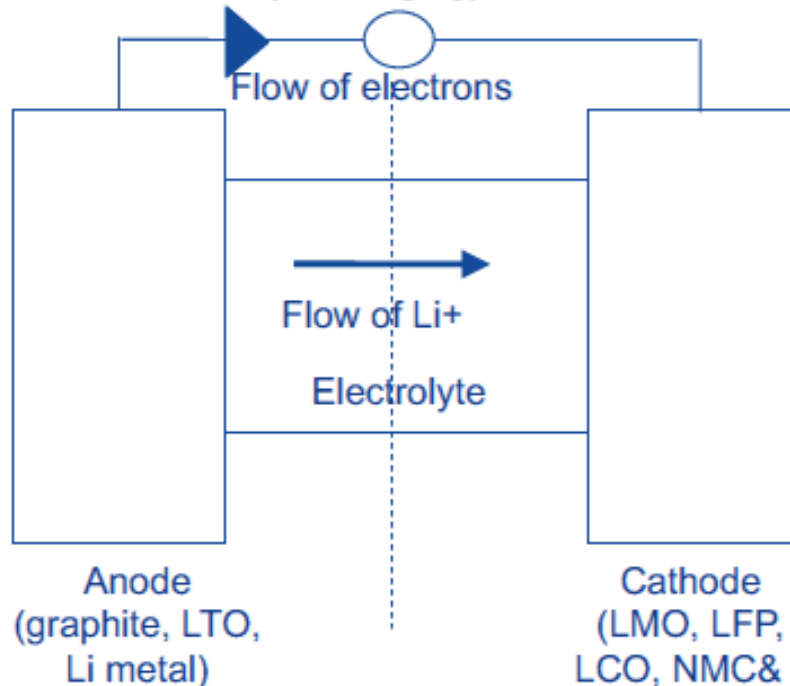 Flow of electrons
Flow of Li+
Electrolyte
Anode
(graphite, LTO,
Li metal)
Cathode
(LMO, LFP,
LCO, NMC&